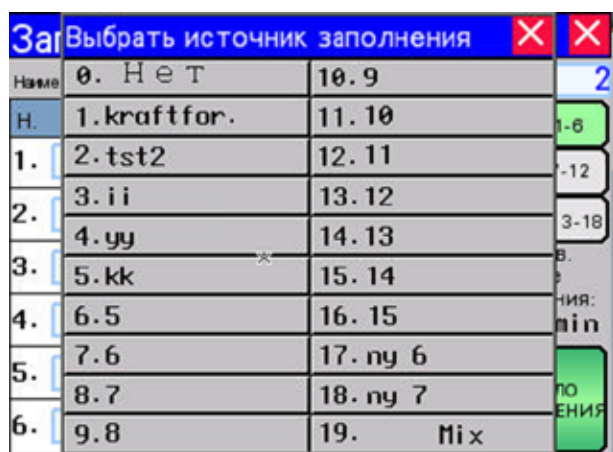 Выбрать источник заполнения
Наиме
2
0. Нет
1.kraftfor.
2.tst2
3.ii
4.yy
5.kk
6.5
7.6
8.7
9.8
10.9
11.10
12.11
13.12
14.13
15.14
16.15
17.ny 6
18.ny 7
19. Mix
Н.
1.
2.
3.
4.
5.
6.
1-6
-12
3-18
в.
ния:
min
ло
ения